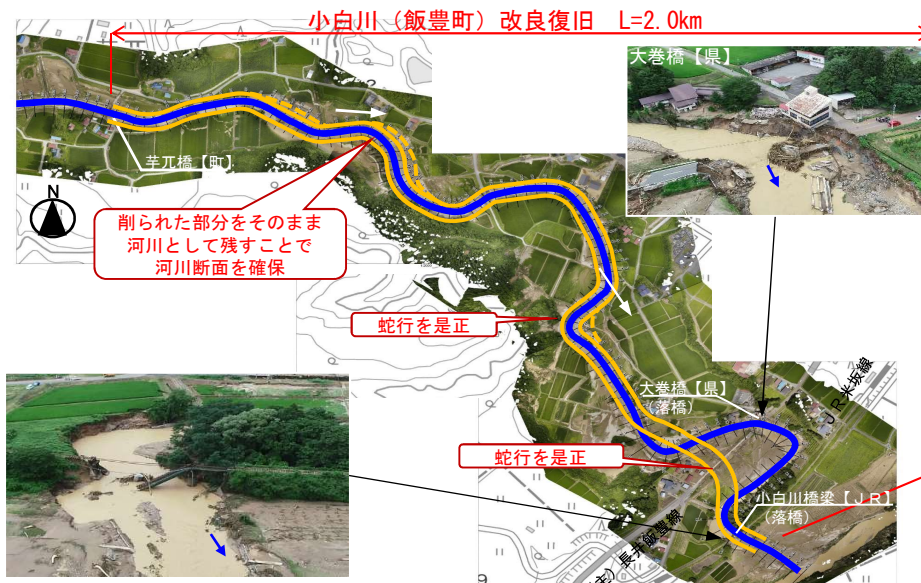 小白川（飯豊町）改良復旧　L=2.0km
大巻橋【県】
芋兀橋【町】
N
削られた部分をそのまま
河川として残すことで
河川断面を確保
蛇行を是正
大巻橋【県】
（落橋）
ＪＲ米坂線
蛇行を是正
小白川橋梁【ＪＲ】
（落橋）
主）長井飯豊線